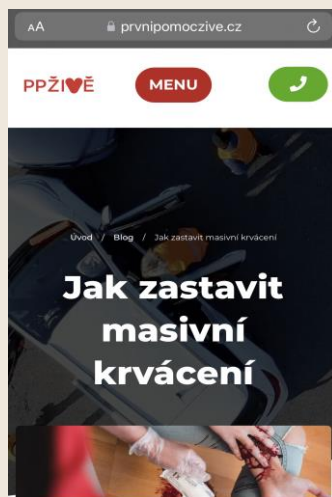 AA prvnipomoczive.cz
PPŽIVĚ MENU
Úvod / Blog / Jak zastavit masivní krvácení
Jak zastavit
masivní
krvácení